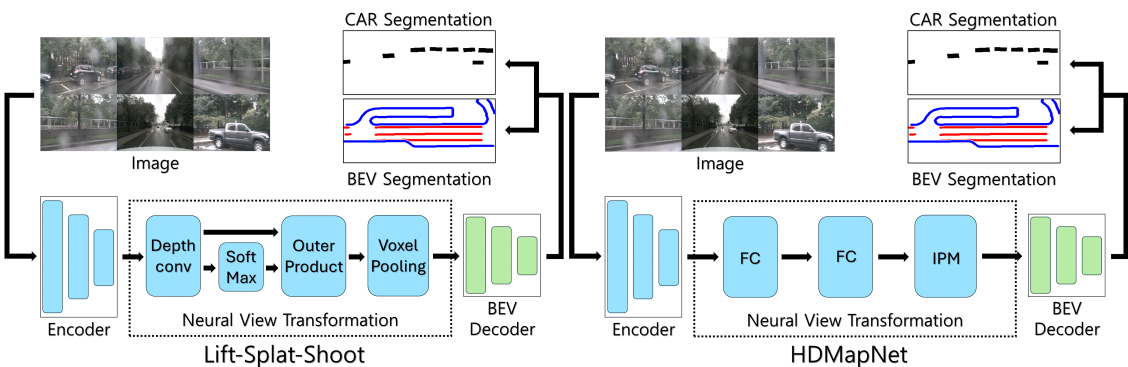 CAR Segmentation
Image
BEV Segmentation
Encoder
Depth
conv
Soft
Max
Outer
Product
Voxel
Pooling
Neural View Transformation
BEV
Decoder
Lift-Splat-Shoot
CAR Segmentation
Image
BEV Segmentation
Encoder
FC
FC
IPM
Neural View Transformation
BEV
Decoder
HDMapNet